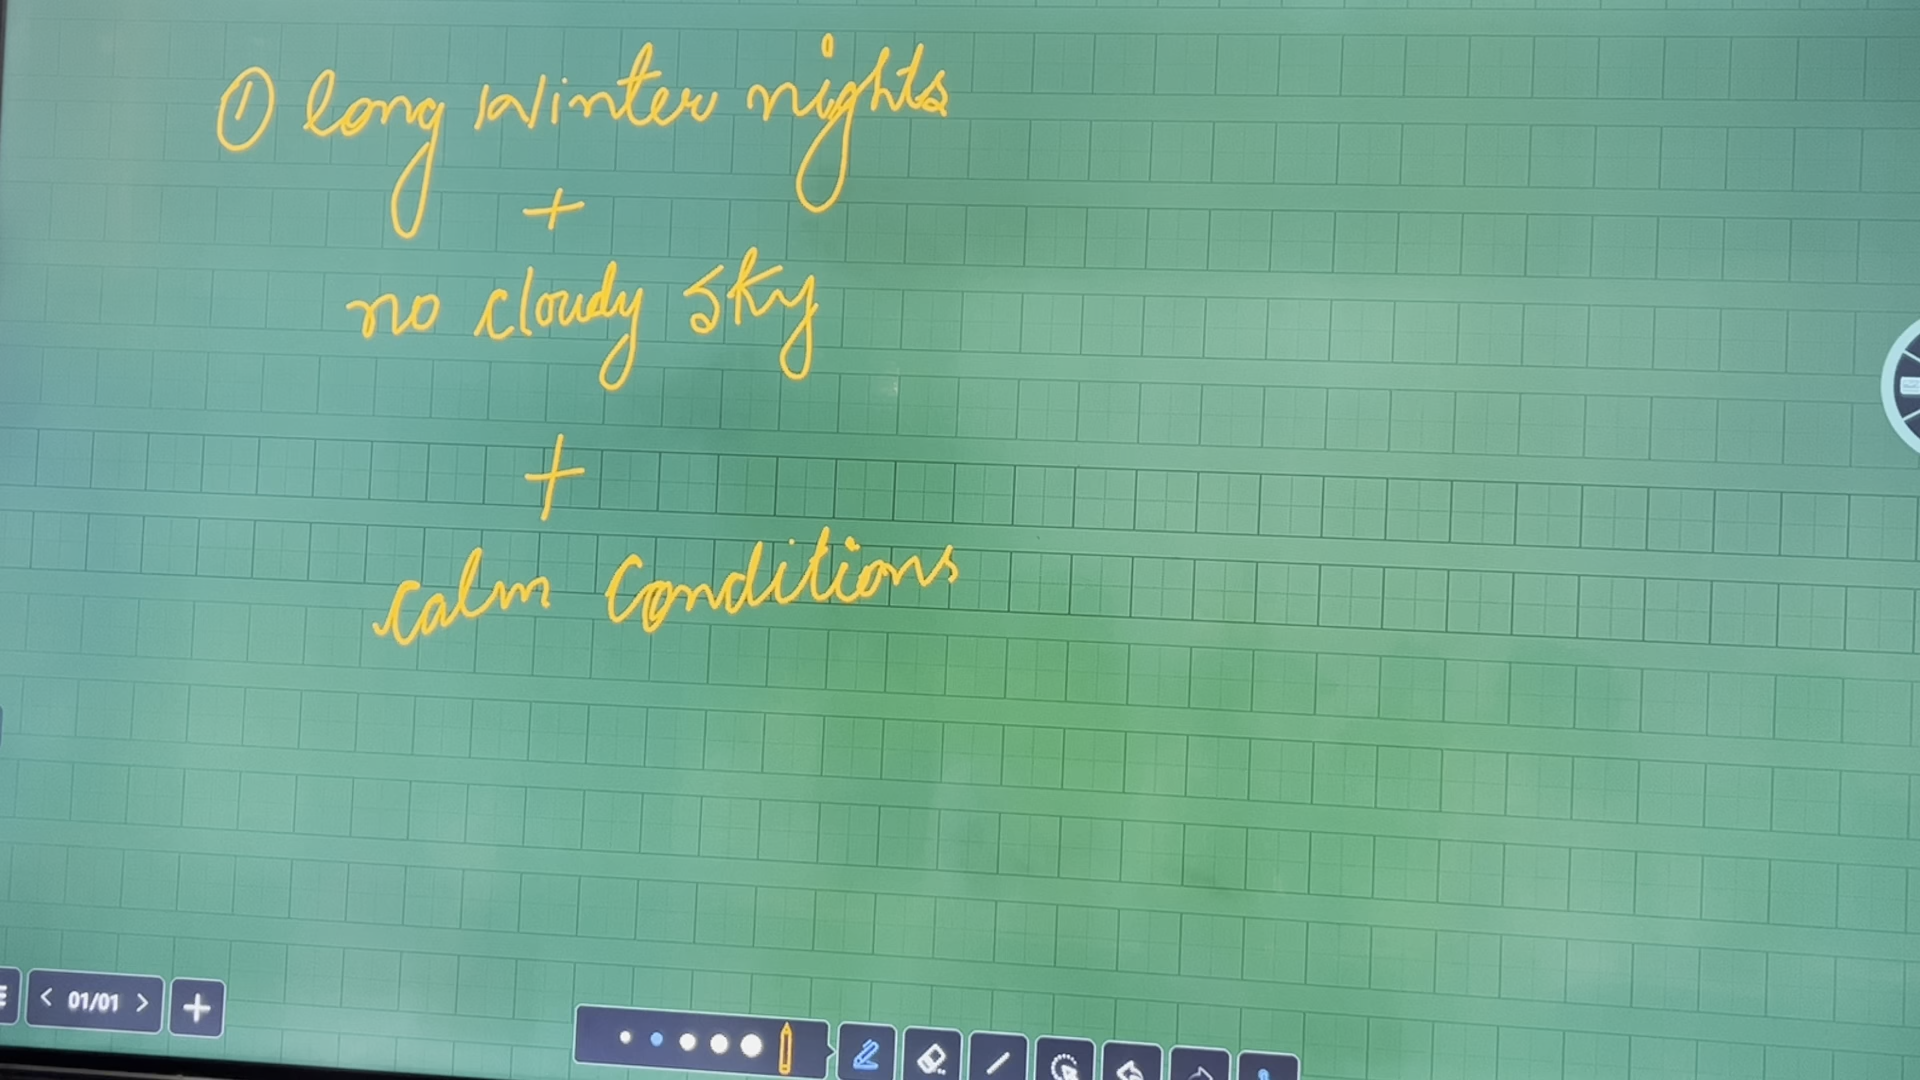 ① long Winter nights
+
no cloudy sky
+
calm Conditions
01/01